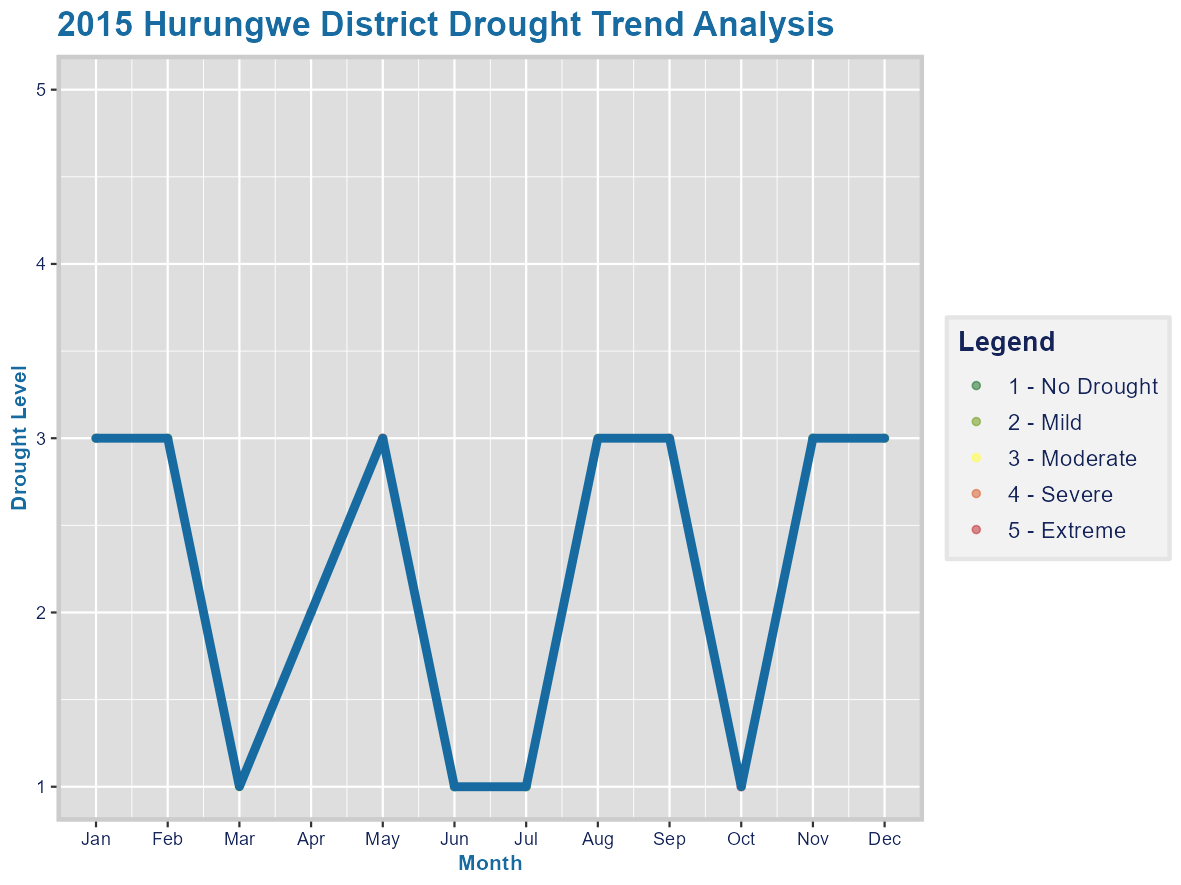 2015 Hurungwe District Drought Trend Analysis
5
4
3
2
1
Drought Level
Jan Feb Mar Apr May Jun Jul Aug Sep Oct Nov Dec
Month
Legend
1 - No Drought
2 - Mild
3 - Moderate
4 - Severe
5 - Extreme